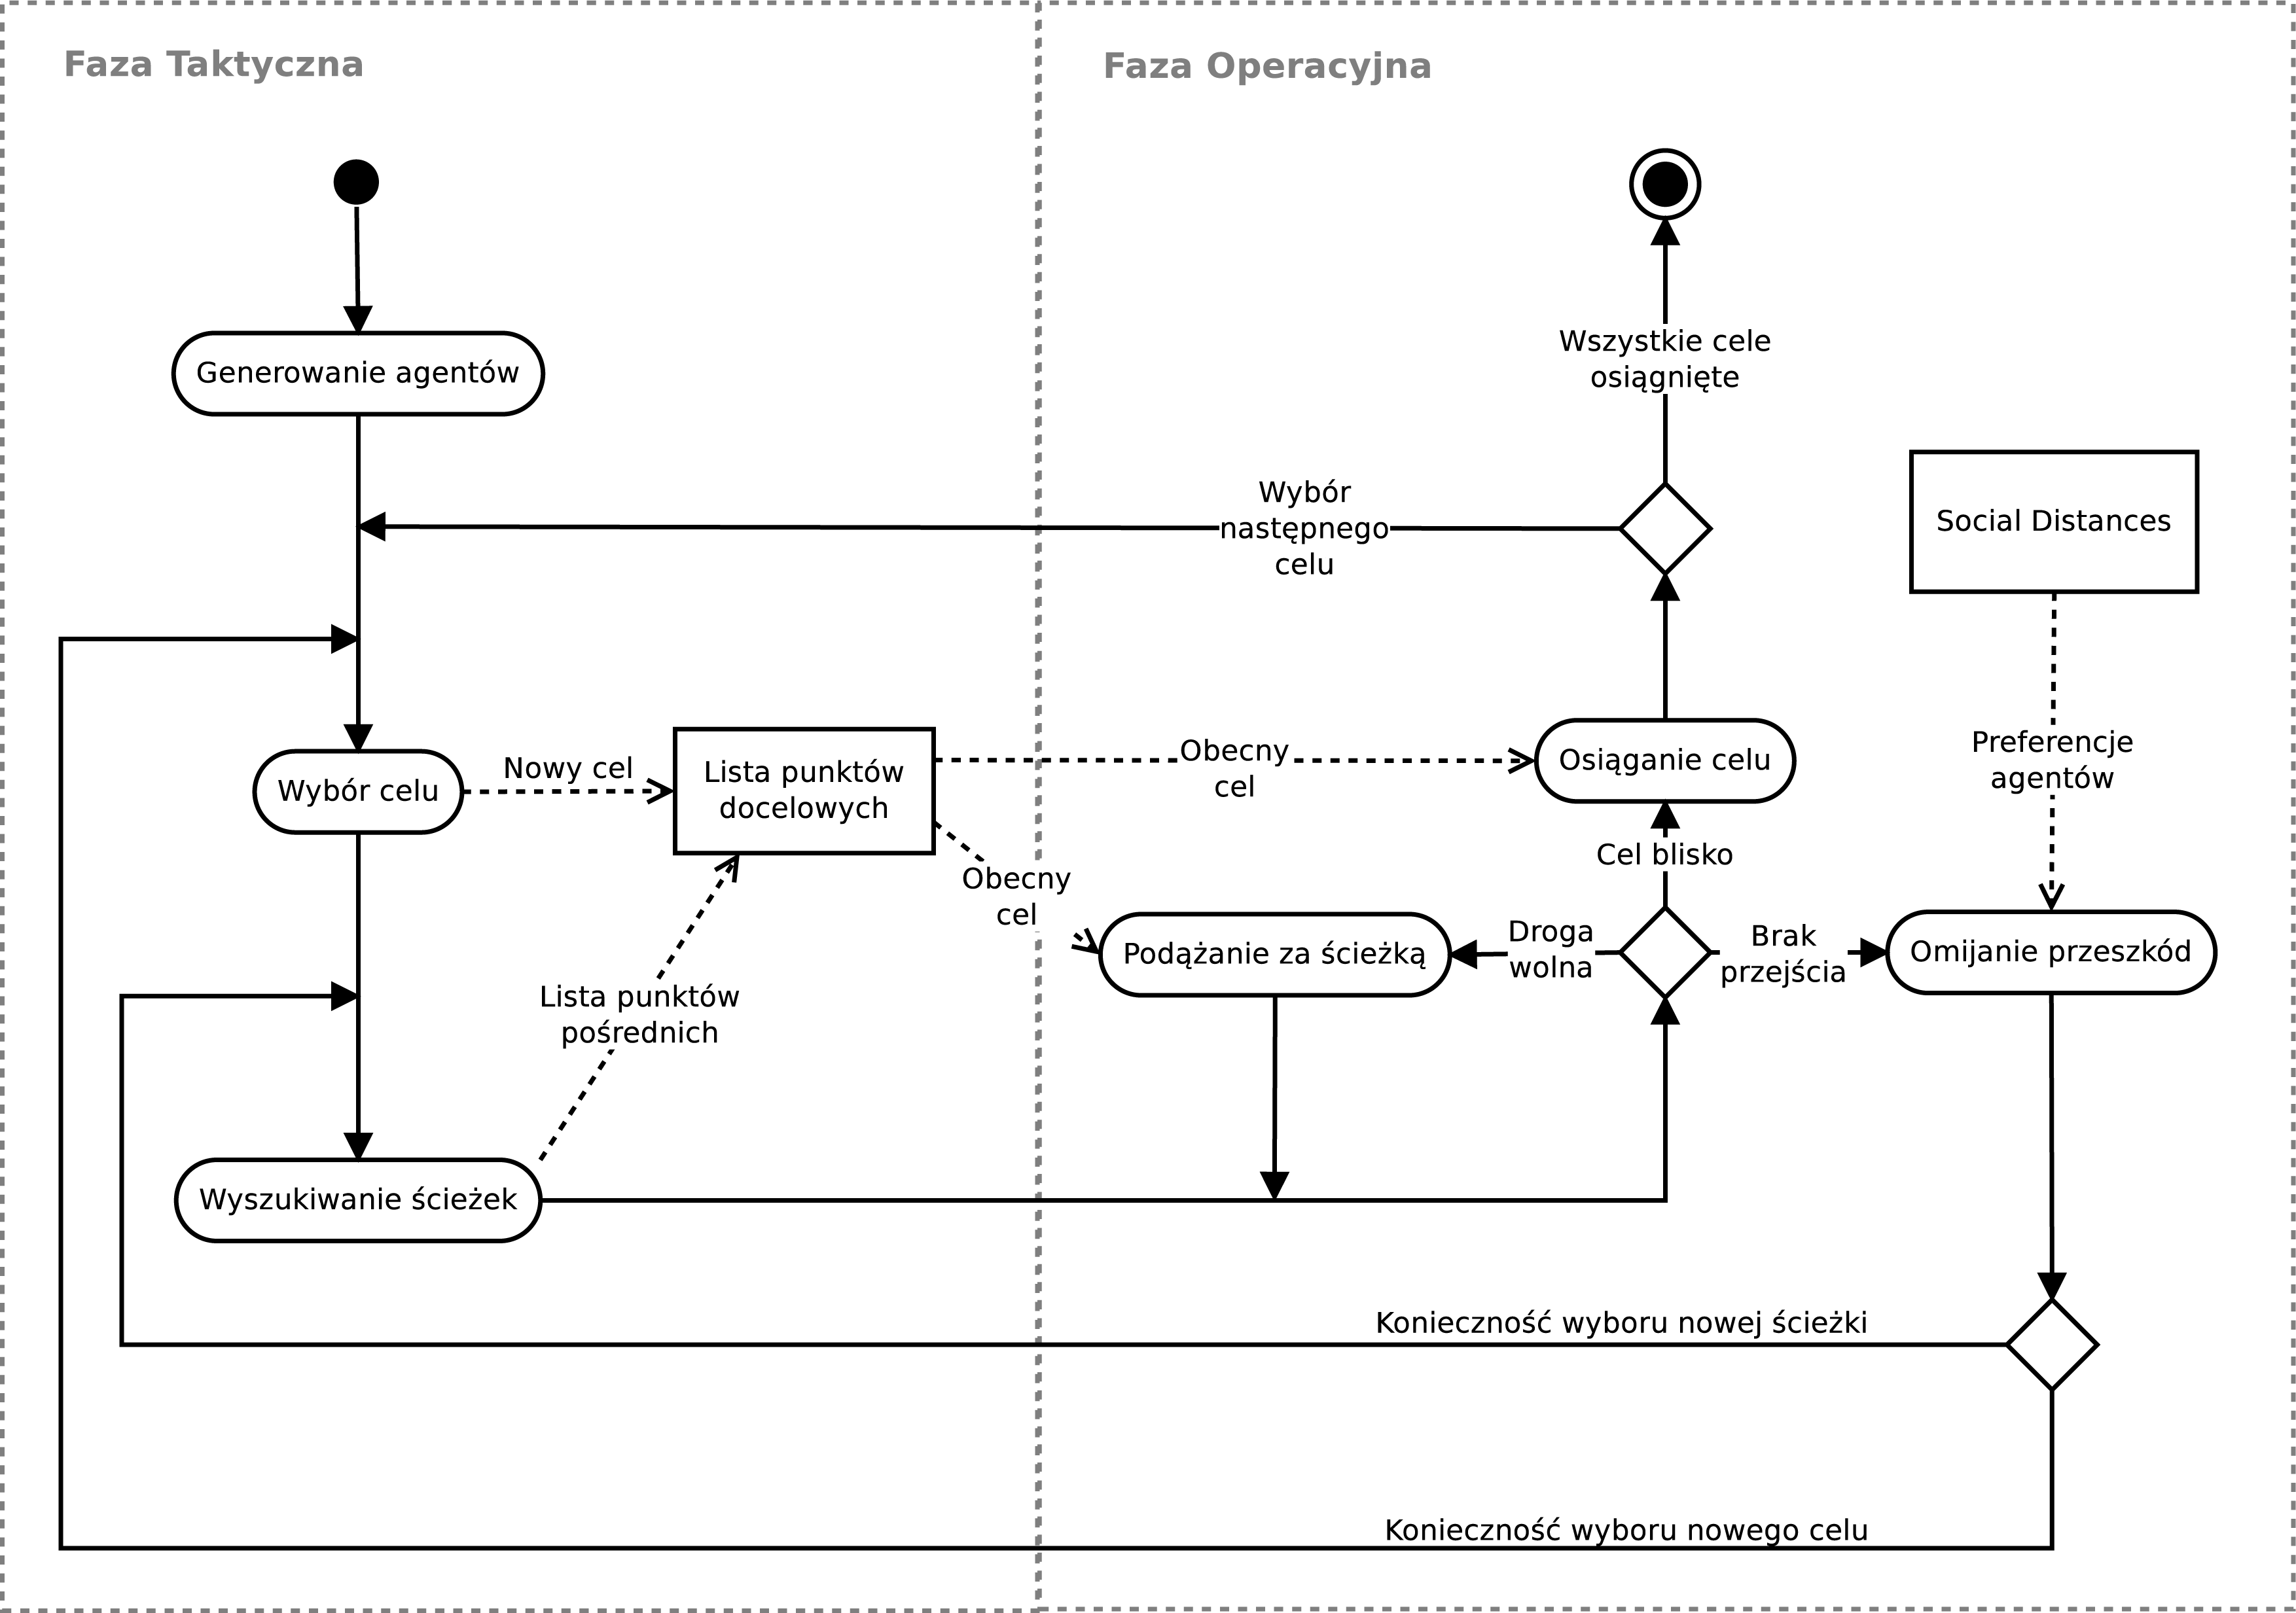 Faza Taktyczna
Faza Operacyjna
Generowanie agentów
Wszystkie cele
osiągnięte
Wybór
następnego
celu
Social Distances
Wybór celu
Nowy cel
Lista punktów
docelowych
Obecny
cel
Osiąganie celu
Preferencje
agentów
Obecny
cel
Cel blisko
Podążanie za ścieżką
Droga
wolna
Brak
przejścia
Omijanie przeszkód
Lista punktów
pośrednich
Wyszukiwanie ścieżek
Konieczność wyboru nowej ścieżki
Konieczność wyboru nowego celu